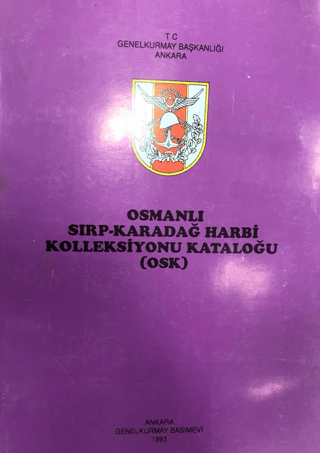 T C
GENELKURMAY BAŞKANLIĞI
ANKARA
OSMANLI
SIRP-KARADAĞ HARBİ
KOLLEKSİYONU KATALOĞU
(OSK)
ANKARA
GENELKURMAY BASIMEVİ
1993